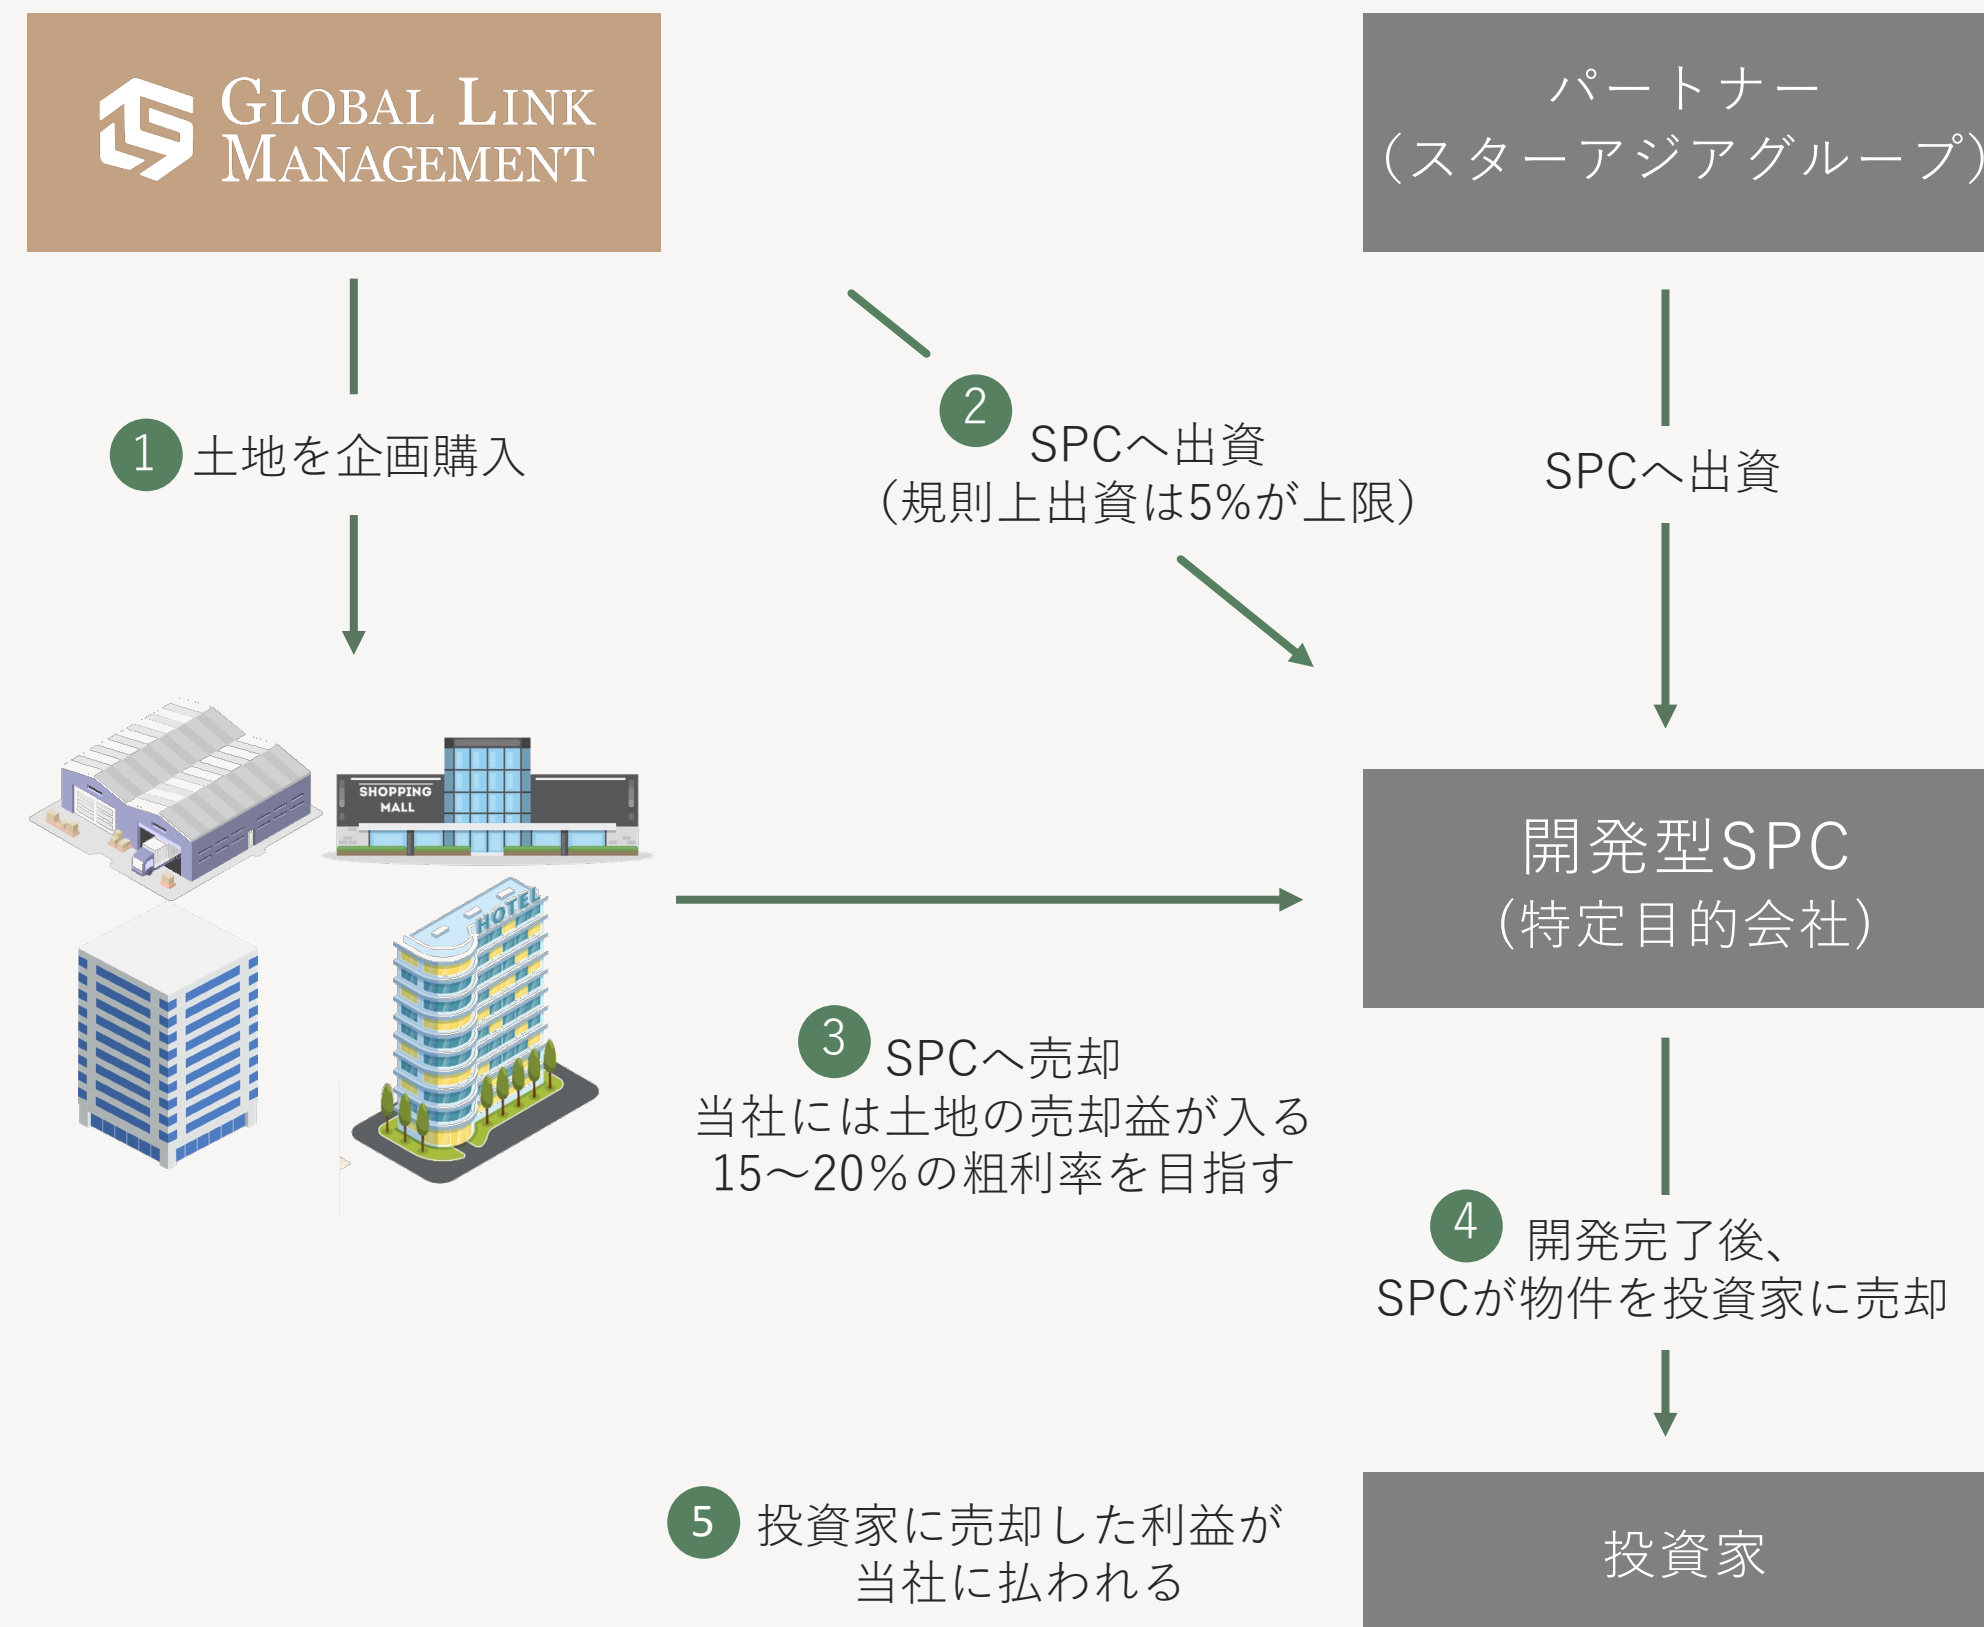 GLOBAL LINK
MANAGEMENT
パートナー
（スターアジアグループ）
1 土地を企画購入
2 SPCへ出資
（規則上出資は5%が上限）
SPCへ出資
SHOPPING
MALL
HOTEL
開発型SPC
（特定目的会社）
3 SPCへ売却
当社には土地の売却益が入る
15～20％の粗利率を目指す
4 開発完了後、
SPCが物件を投資家に売却
5 投資家に売却した利益が
当社に払われる
投資家